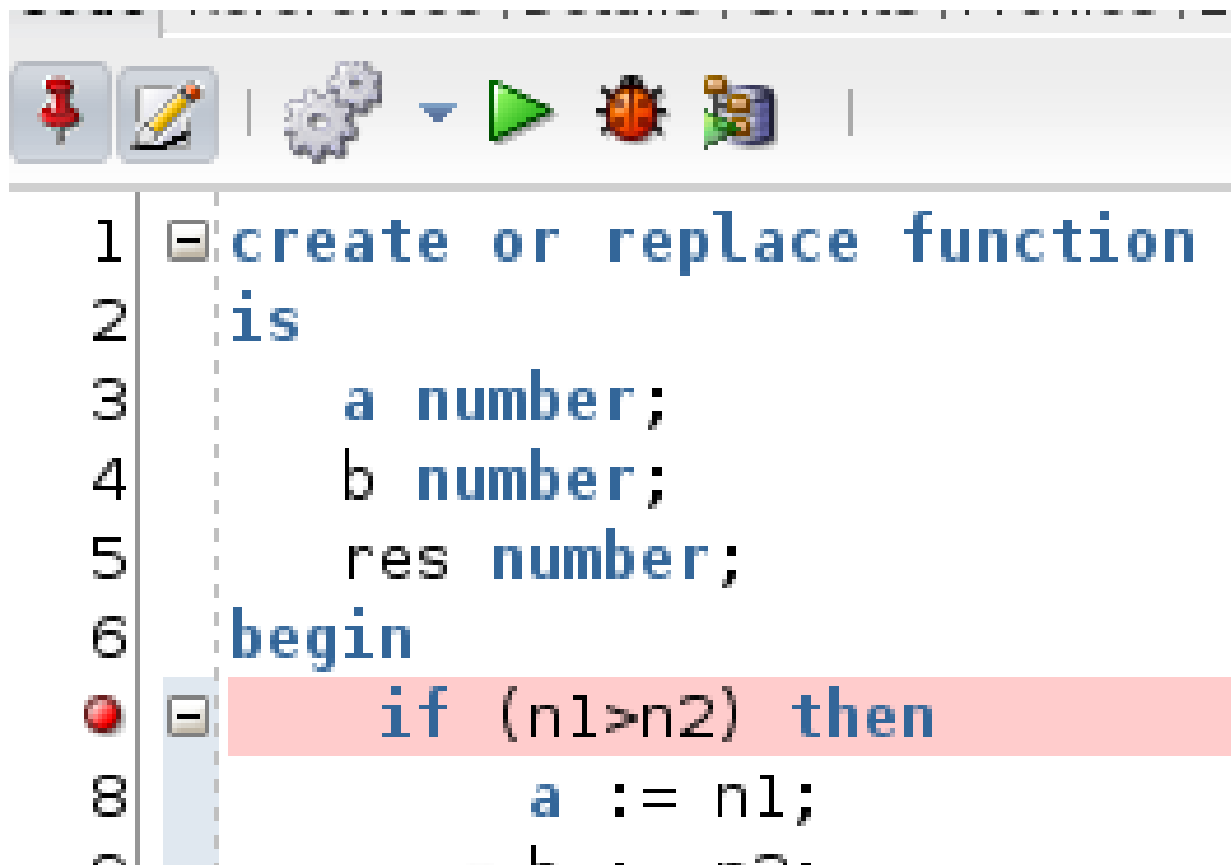 1 create or replace function
2 is
3 a number;
4 b number;
5 res number;
6 begin
if (n1>n2) then
8 a := n1;